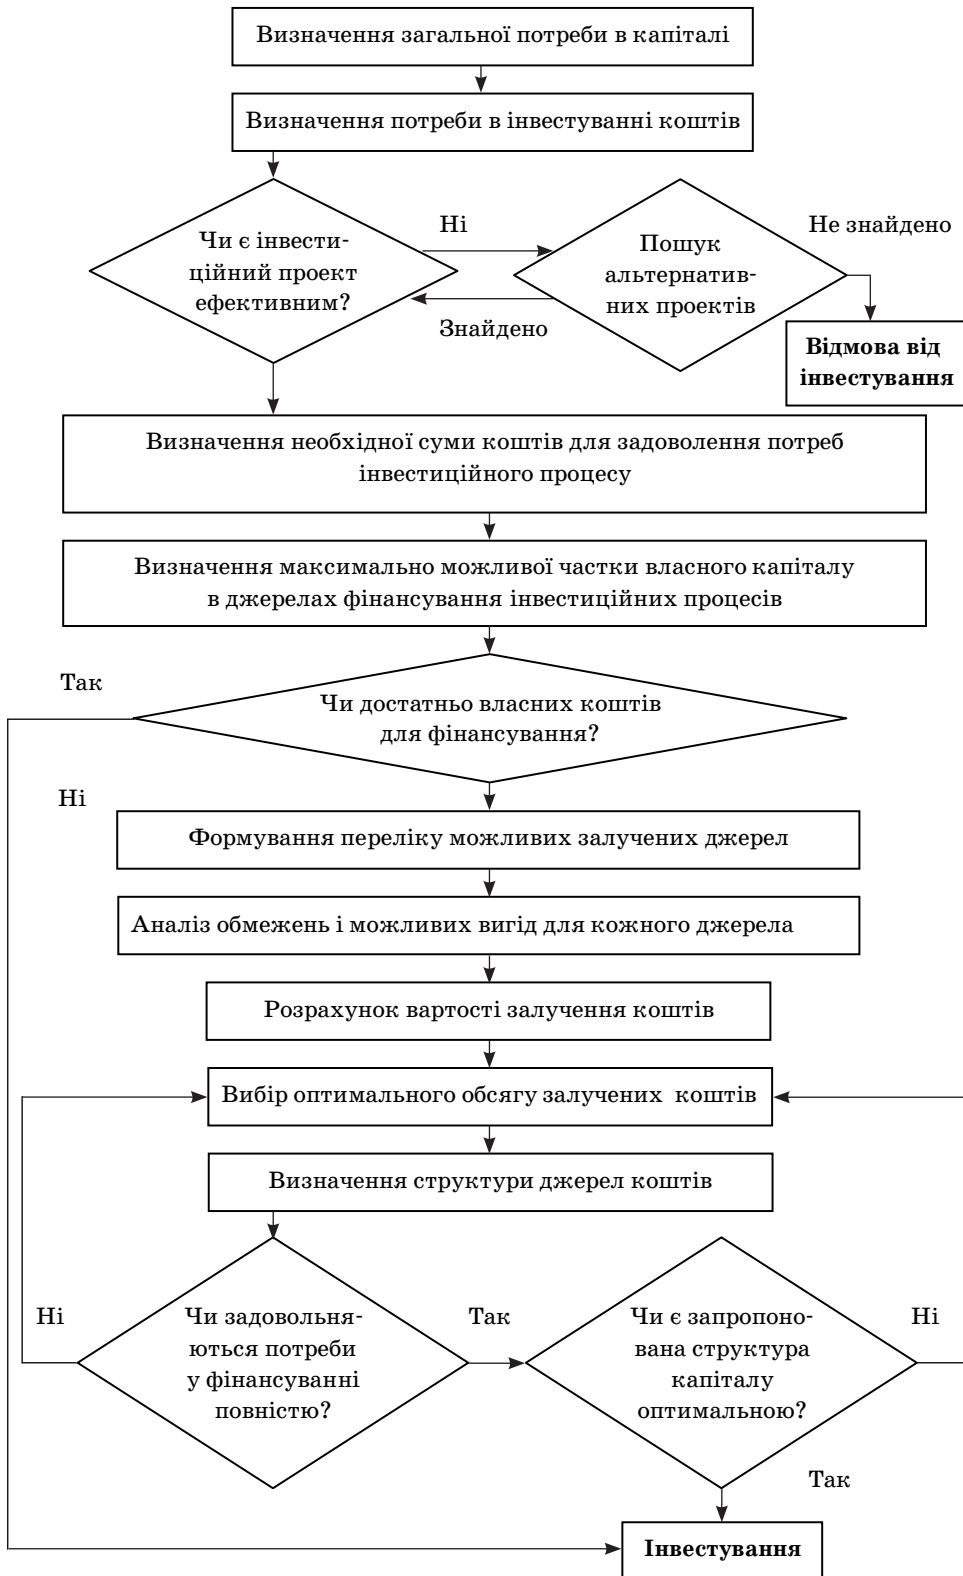 Визначення загальної потреби в капіталі
Визначення потреби в інвестуванні коштів
Чи є інвести-
ційний проект
ефективним?
Ні
Знайдено
Пошук
альтернатив-
них проектів
Не знайдено
Відмова від
інвестування
Визначення необхідної суми коштів для задоволення потреб
інвестиційного процесу
Визначення максимально можливої частки власного капіталу
в джерелах фінансування інвестиційних процесів
Так
Чи достатньо власних коштів
для фінансування?
Ні
Формування переліку можливих залучених джерел
Аналіз обмежень і можливих вигід для кожного джерела
Розрахунок вартості залучення коштів
Вибір оптимального обсягу залучених коштів
Визначення структури джерел коштів
Ні
Чи задовольня-
ються потреби
у фінансуванні
повністю?
Так
Чи є запропоно-
вана структура
капіталу
оптимальною?
Ні
Так
Інвестування